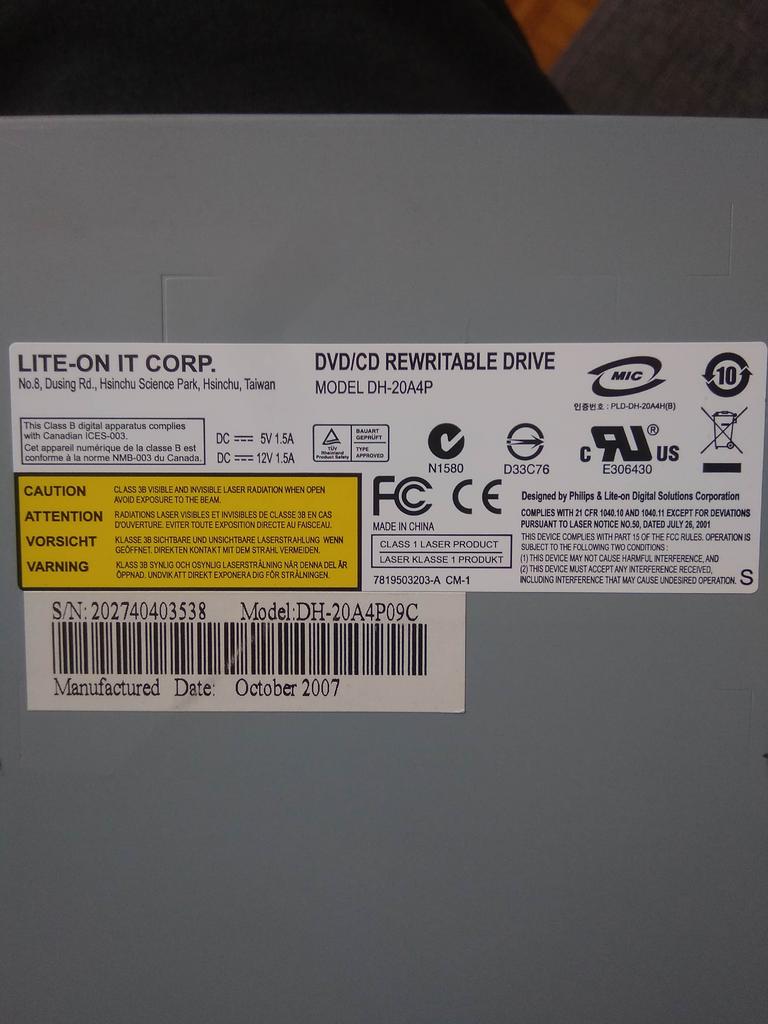 LITE-ON IT CORP.
No.8, Dusing Rd., Hsinchu Science Park, Hsinchu, Taiwan
DVD/CD REWRITABLE DRIVE
MODEL DH-20A4P
MIC
인증번호 : PLD-DH-20A4H(B)
10
This Class B digital apparatus complies
with Canadian ICES-003.
Cet appareil numérique de la classe B est
conforme à la norme NMB-003 du Canada.
DC 5V 1.5A
DC 12V 1.5A
TÜV
Rheinland
Product Safety
BAUART
GEPRÜFT
TYPE
APPROVED
N1580
D33C76
C RU ® US
E306430
CAUTION
CLASS 3B VISIBLE AND INVISIBLE LASER RADIATION WHEN OPEN
AVOID EXPOSURE TO THE BEAM.
ATTENTION
RADIATIONS LASER VISIBLES ET INVISIBLES DE CLASSE 3B EN CAS
D'OUVERTURE. EVITER TOUTE EXPOSITION DIRECTE AU FAISCEAU.
VORSICHT
KLASSE 3B SICHTBARE UND UNSICHTBARE LASERSTRAHLUNG WENN
GEÖFFNET. DIREKTEN KONTAKT MIT DEM STRAHL VERMEIDEN.
VARNING
KLASS 3B SYNLIG OCH OSYNLIG LASERSTRÅLNING NÄR DENNA DEL ÄR
ÖPPNAD. UNDVIK ATT DIREKT EXPONERA DIG FÖR STRÅLNINGEN.
FC CE
MADE IN CHINA
CLASS 1 LASER PRODUCT
LASER KLASSE 1 PRODUKT
7819503203-A CM-1
Designed by Philips & Lite-on Digital Solutions Corporation
COMPLIES WITH 21 CFR 1040.10 AND 1040.11 EXCEPT FOR DEVIATIONS
PURSUANT TO LASER NOTICE NO.50, DATED JULY 26, 2001
THIS DEVICE COMPLIES WITH PART 15 OF THE FCC RULES. OPERATION IS
SUBJECT TO THE FOLLOWING TWO CONDITIONS :
(1) THIS DEVICE MAY NOT CAUSE HARMFUL INTERFERENCE, AND
(2) THIS DEVICE MUST ACCEPT ANY INTERFERENCE RECEIVED,
INCLUDING INTERFERENCE THAT MAY CAUSE UNDESIRED OPERATION. S
S/N: 202740403538 Model:DH-20A4P09C
Manufactured Date: October 2007